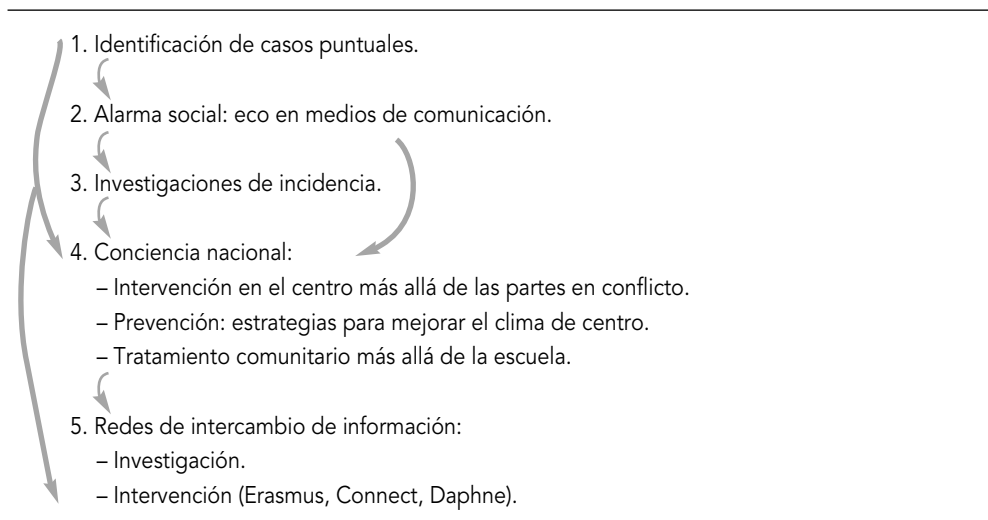 1. Identificación de casos puntuales.
2. Alarma social: eco en medios de comunicación.
3. Investigaciones de incidencia.
4. Conciencia nacional:
– Intervención en el centro más allá de las partes en conflicto.
– Prevención: estrategias para mejorar el clima de centro.
– Tratamiento comunitario más allá de la escuela.
5. Redes de intercambio de información:
– Investigación.
– Intervención (Erasmus, Connect, Daphne).